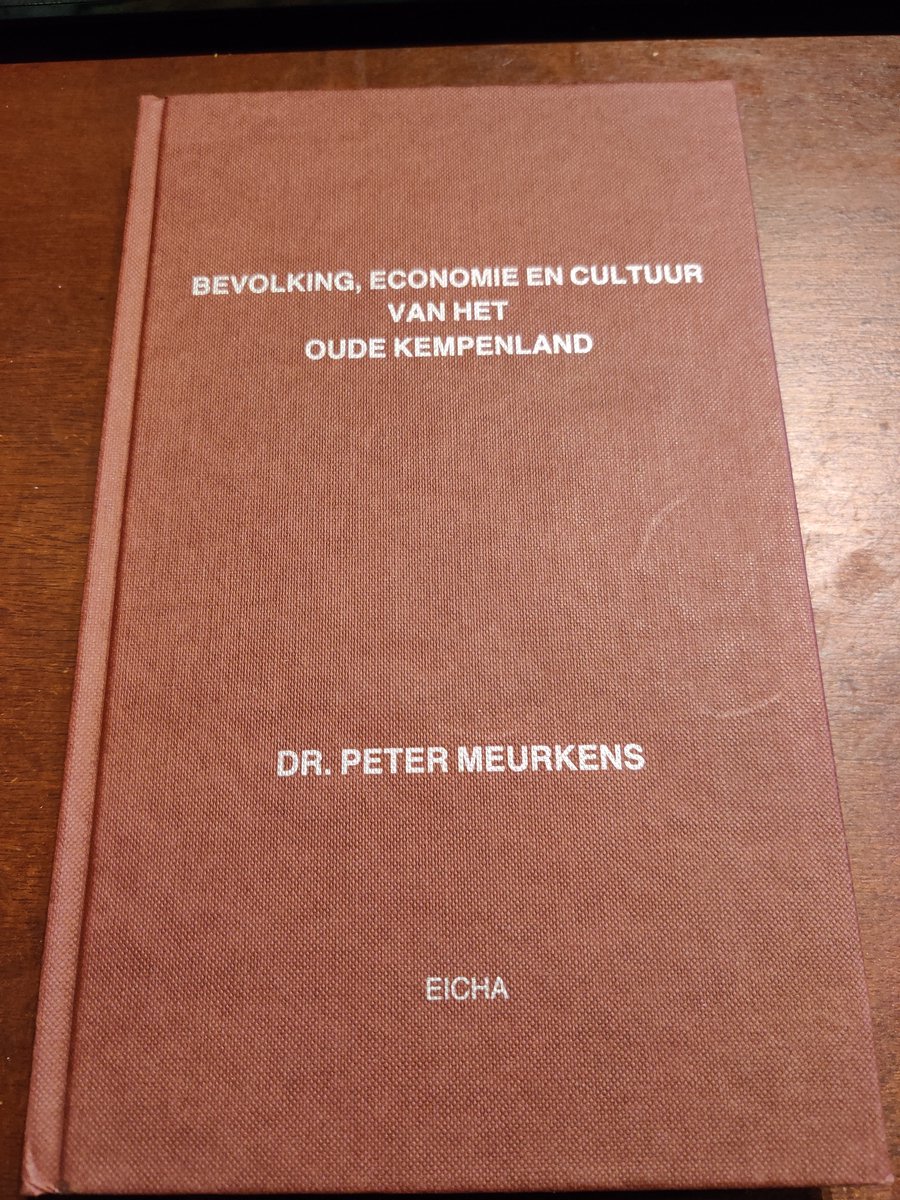 BEVOLKING, ECONOMIE EN CULTUUR
VAN HET
OUDE KEMPENLAND
DR. PETER MEURKENS
EICHA